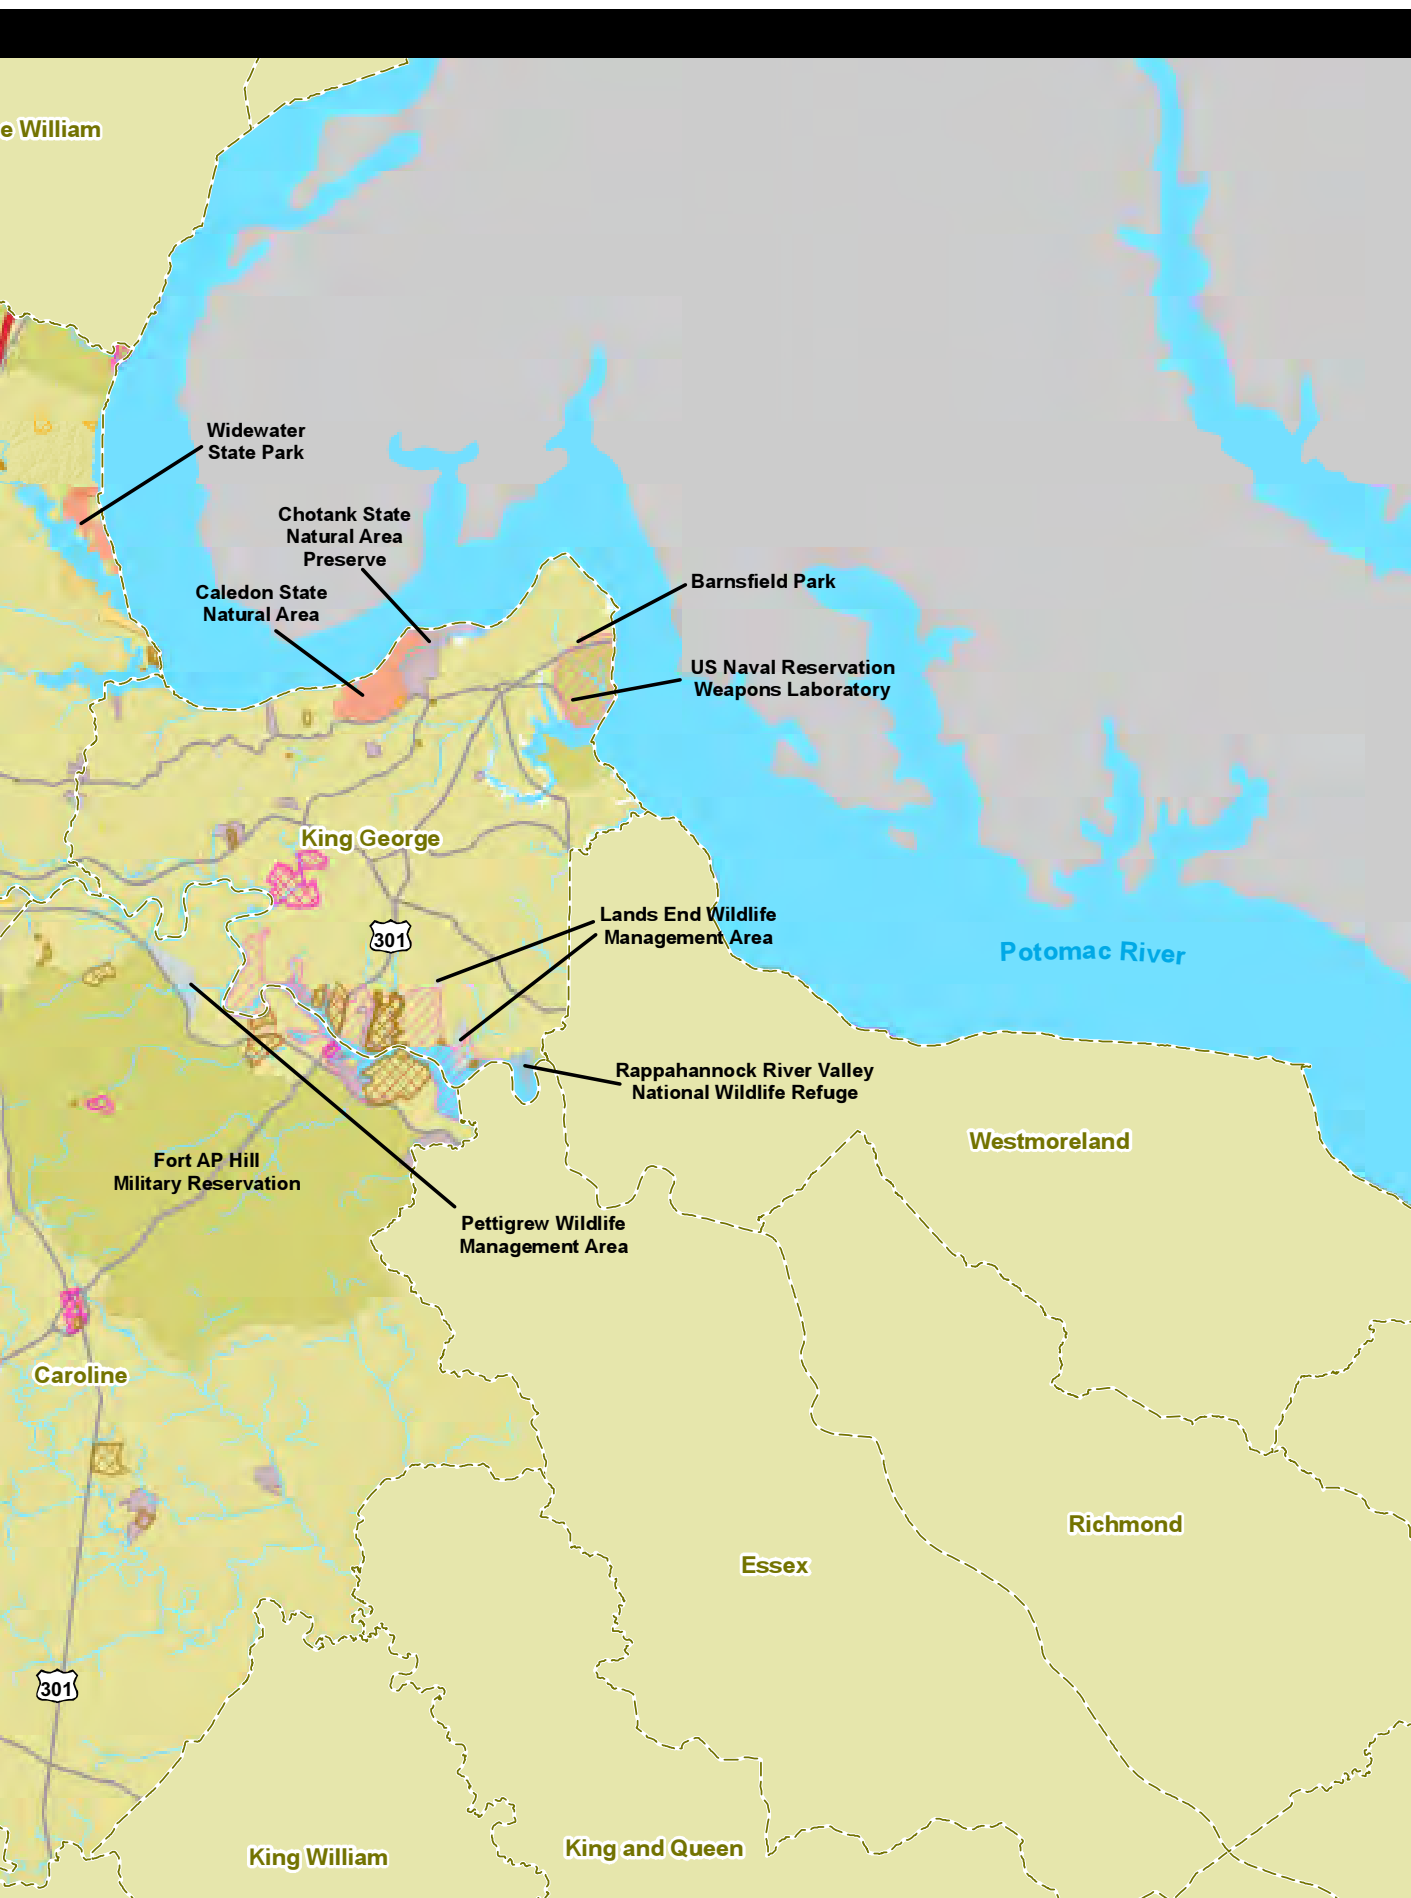 e William
Widewater
State Park
Chotank State
Natural Area
Preserve
Caledon State
Natural Area
Barnsfield Park
US Naval Reservation
Weapons Laboratory
King George
301
Lands End Wildlife
Management Area
Potomac River
Rappahannock River Valley
National Wildlife Refuge
Westmoreland
Fort AP Hill
Military Reservation
Pettigrew Wildlife
Management Area
Caroline
Richmond
Essex
301
King William
King and Queen